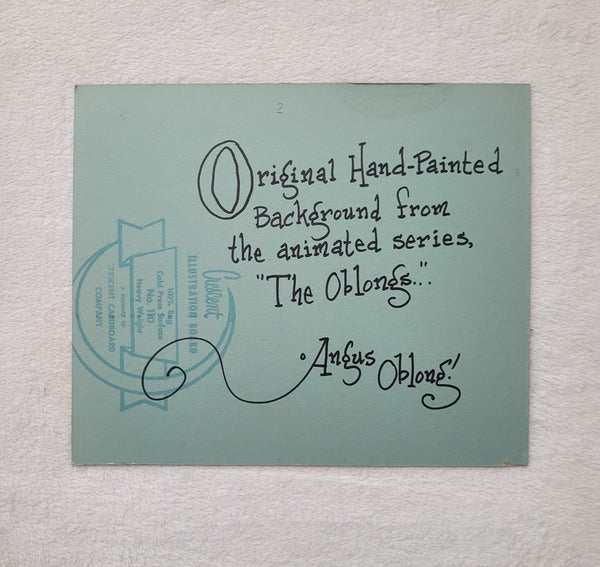 2
Original Hand-Painted
Background from
the animated series,
"The Oblongs..".
Angus Oblong!
Crescent
ILLUSTRATION BOARD
100% Rag
Cold Press Surface
No. 110
Heavy Weight
A PRODUCT OF
CRESCENT CARDBOARD
COMPANY